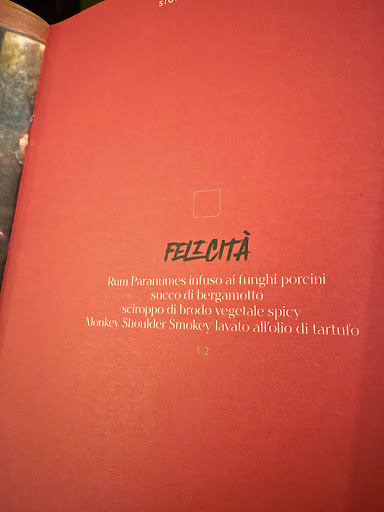 FELICITÀ
Rum Paranumes infuso ai funghi porcini
succo di bergamotto
sciroppo di brodo vegetale spicy
Monkey Shoulder Smokey lavato all'olio di tartufo
12